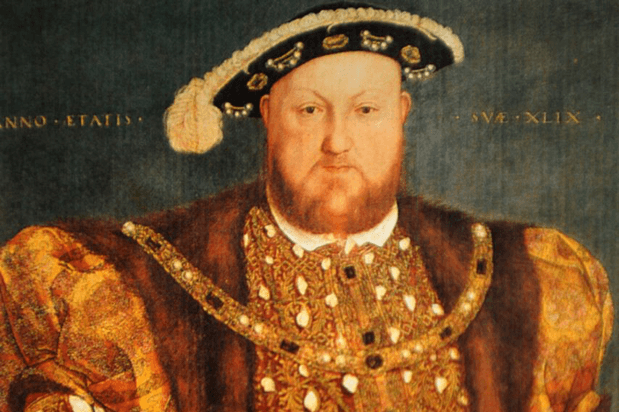 ANNO · ETATIS · · SVÆ · XLIX ·